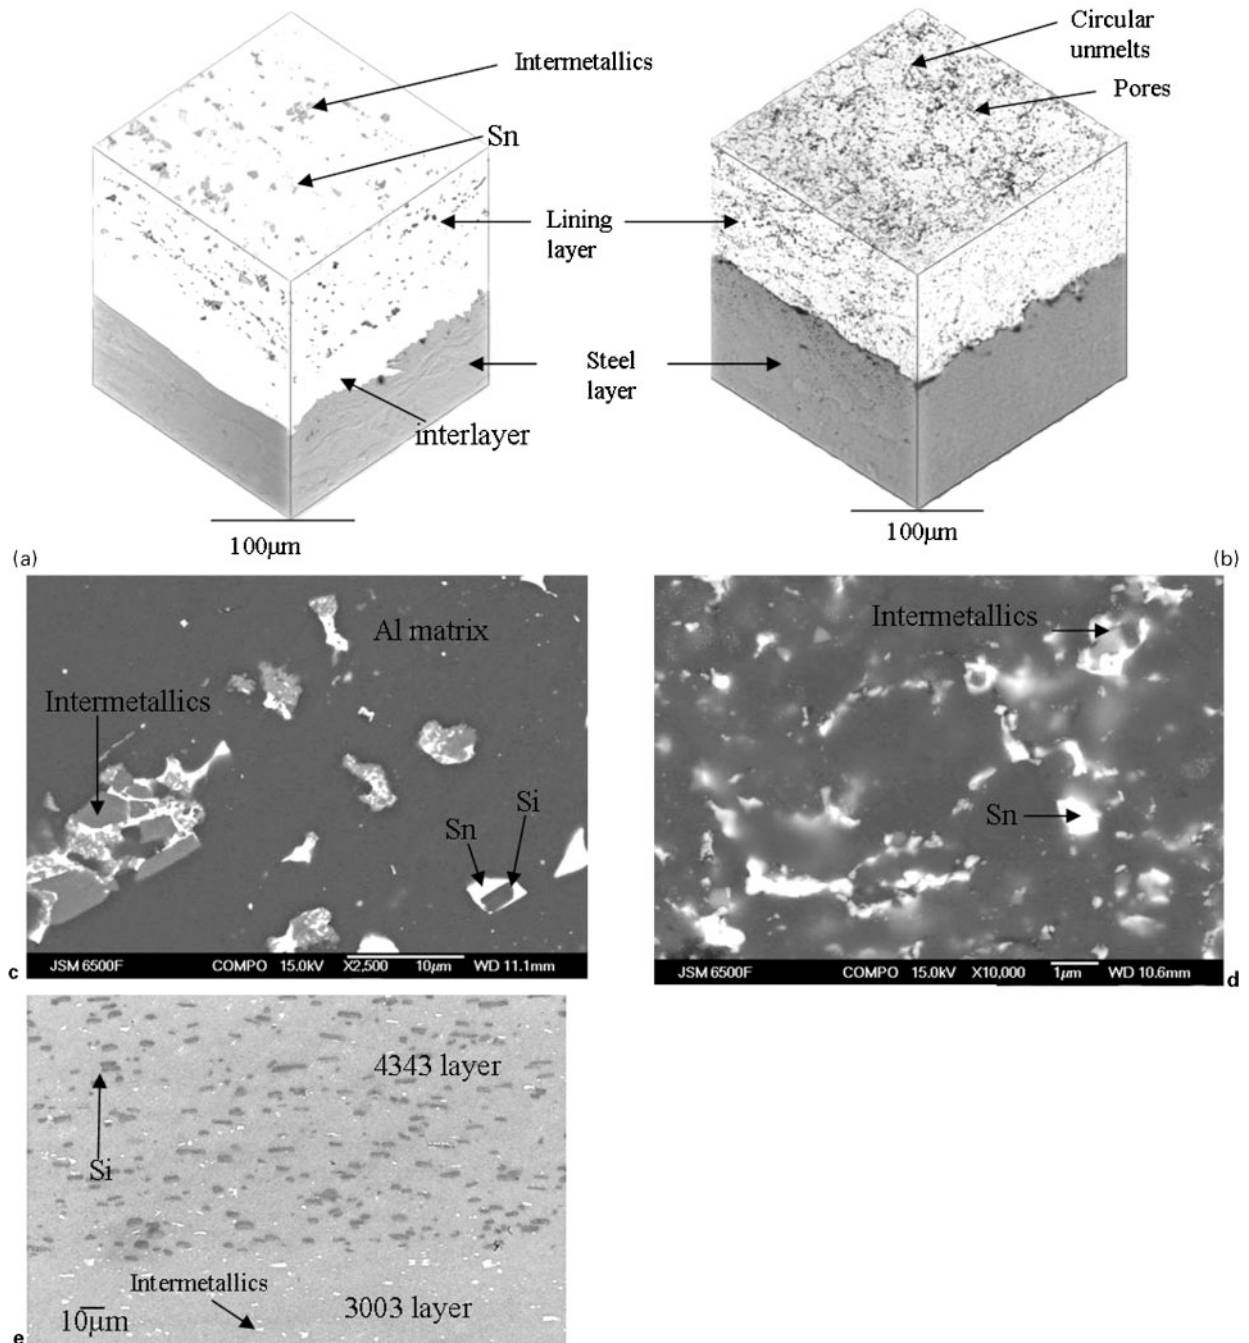 Intermetallics
Sn
Lining
layer
Steel
layer
interlayer
100μm
(a)
Circular
unmelts
Pores
100μm
(b)
Al matrix
Intermetallics
Sn
Si
JSM 6500F COMPO 15.0kV X2,500 10μm WD 11.1mm
c
Intermetallics
Sn
JSM 6500F COMPO 15.0kV X10,000 1μm WD 10.6mm
d
4343 layer
Si
Intermetallics
3003 layer
10μm
e